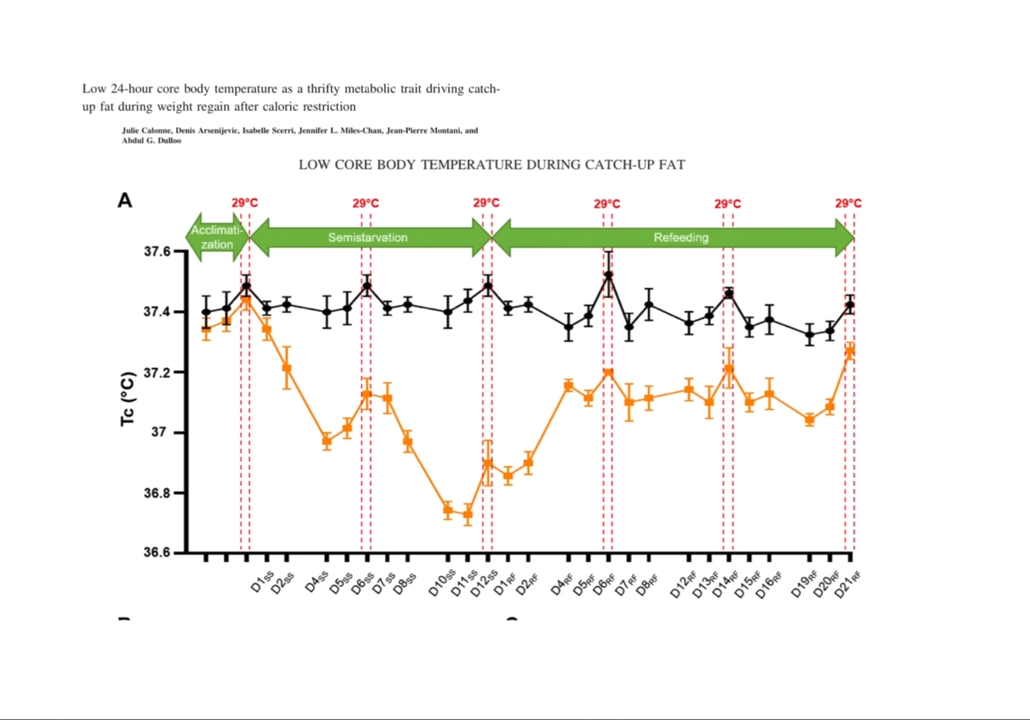 Low 24-hour core body temperature as a thrifty metabolic trait driving catch-
up fat during weight regain after caloric restriction
Julie Calonne, Denis Arsenijevic, Isabelle Scerri, Jennifer L. Miles-Chan, Jean-Pierre Montani, and
Abdul G. Dulloo
LOW CORE BODY TEMPERATURE DURING CATCH-UP FAT
A
29°C 29°C 29°C 29°C 29°C 29°C
Acclimati-
zation
Semistarvation
Refeeding
Tc (°C)
37.6
37.4
37.2
37
36.8
36.6
D1SS D2SS D4SS D5SS D6SS D7SS D8SS D10SS D11SS D12SS D1RF D2RF D4RF D5RF D6RF D7RF D8RF D12RF D13RF D14RF D15RF D16RF D19RF D20RF D21RF